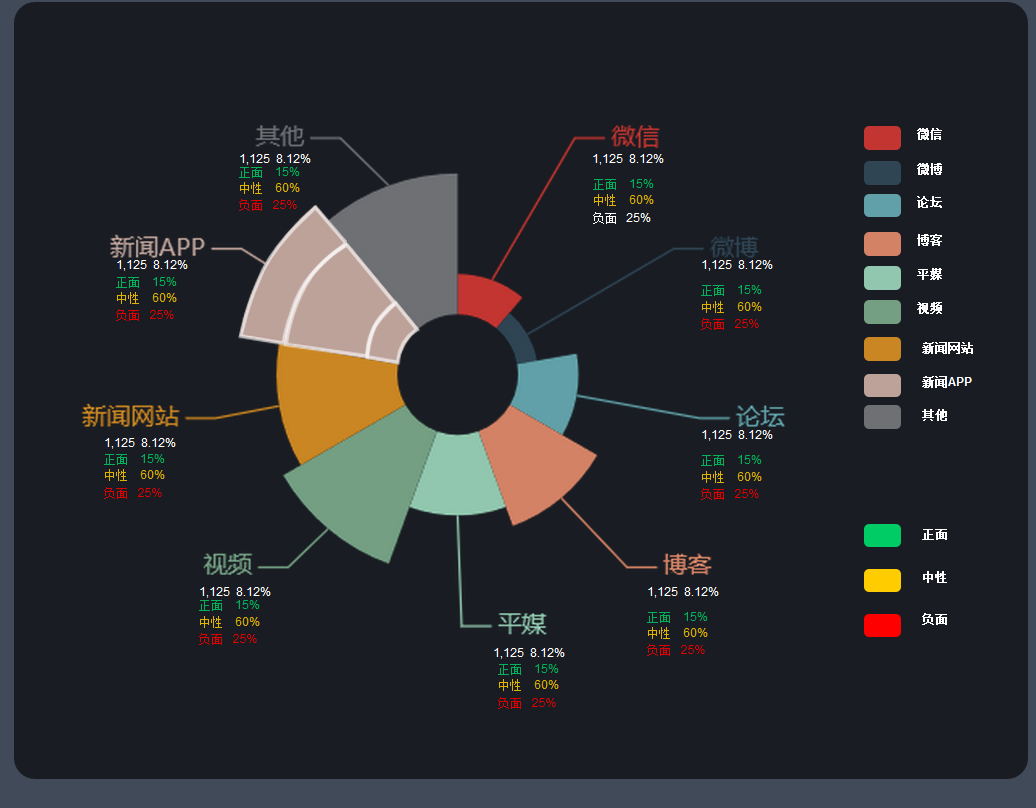 其他
1,125 8.12%
正面 15%
中性 60%
负面 25%
微信
1,125 8.12%
正面 15%
中性 60%
负面 25%
新闻APP
1,125 8.12%
正面 15%
中性 60%
负面 25%
微博
1,125 8.12%
正面 15%
中性 60%
负面 25%
新闻网站
1,125 8.12%
正面 15%
中性 60%
负面 25%
论坛
1,125 8.12%
正面 15%
中性 60%
负面 25%
视频
1,125 8.12%
正面 15%
中性 60%
负面 25%
博客
1,125 8.12%
正面 15%
中性 60%
负面 25%
平媒
1,125 8.12%
正面 15%
中性 60%
负面 25%
微信
微博
论坛
博客
平媒
视频
新闻网站
新闻APP
其他
正面
中性
负面